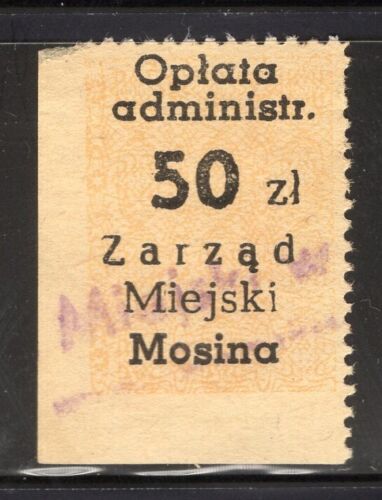 Opłata
administr.
50 zł
Zarząd
Miejski
Mosina